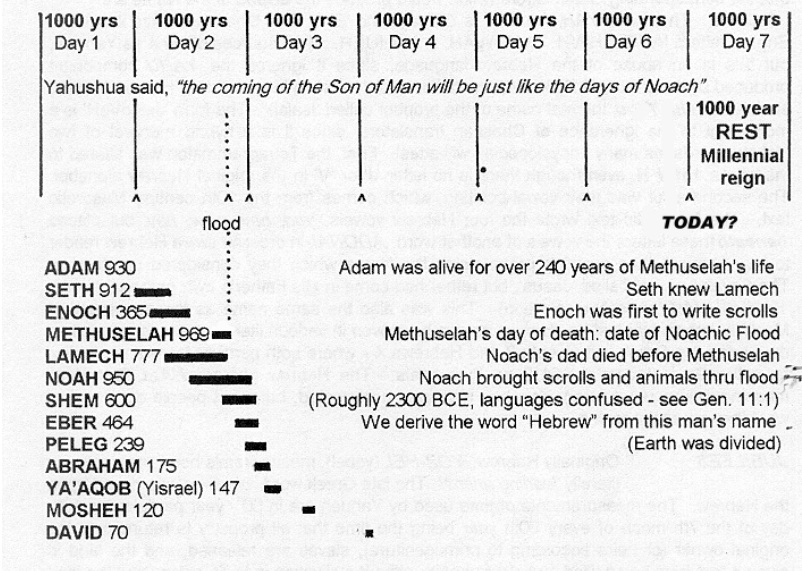 1000 yrs 1000 yrs 1000 yrs 1000 yrs 1000 yrs 1000 yrs 1000 yrs
Day 1 Day 2 Day 3 Day 4 Day 5 Day 6 Day 7
Yahushua said, "the coming of the Son of Man will be just like the days of Noach"
1000 year
REST
Millennial
reign
flood
TODAY?
ADAM 930 Adam was alive for over 240 years of Methuselah's life
SETH 912 Seth knew him too
ENOCH 365 Enoch was first to write scrolls
METHUSELAH 969 Methuselah's day of death: date of Noachic Flood
LAMECH 777 Noach's dad died before Methuselah
NOAH 950 Noach brought scrolls and animals thru flood
SHEM 600 (Roughly 2300 BCE, languages confused - see Gen. 11:1)
EBER 464 We derive the word "Hebrew" from this man's name
PELEG 239 (Earth was divided)
ABRAHAM 175
YA'AQOB (Yisrael) 147
MOSHEH 120
DAVID 70